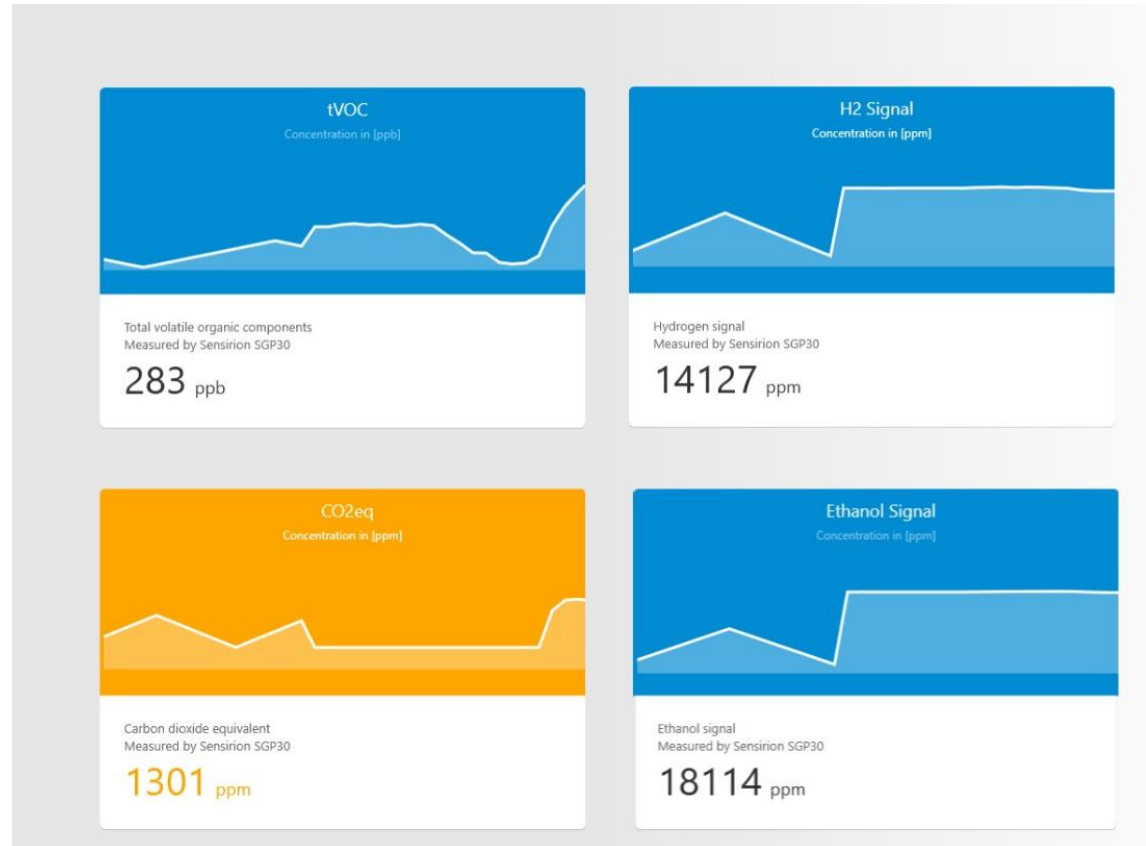 tVOC
Concentration in [ppb]
Total volatile organic components
Measured by Sensirion SGP30
283 ppb
H2 Signal
Concentration in [ppm]
Hydrogen signal
Measured by Sensirion SGP30
14127 ppm
CO2eq
Concentration in [ppm]
Carbon dioxide equivalent
Measured by Sensirion SGP30
1301 ppm
Ethanol Signal
Concentration in [ppm]
Ethanol signal
Measured by Sensirion SGP30
18114 ppm